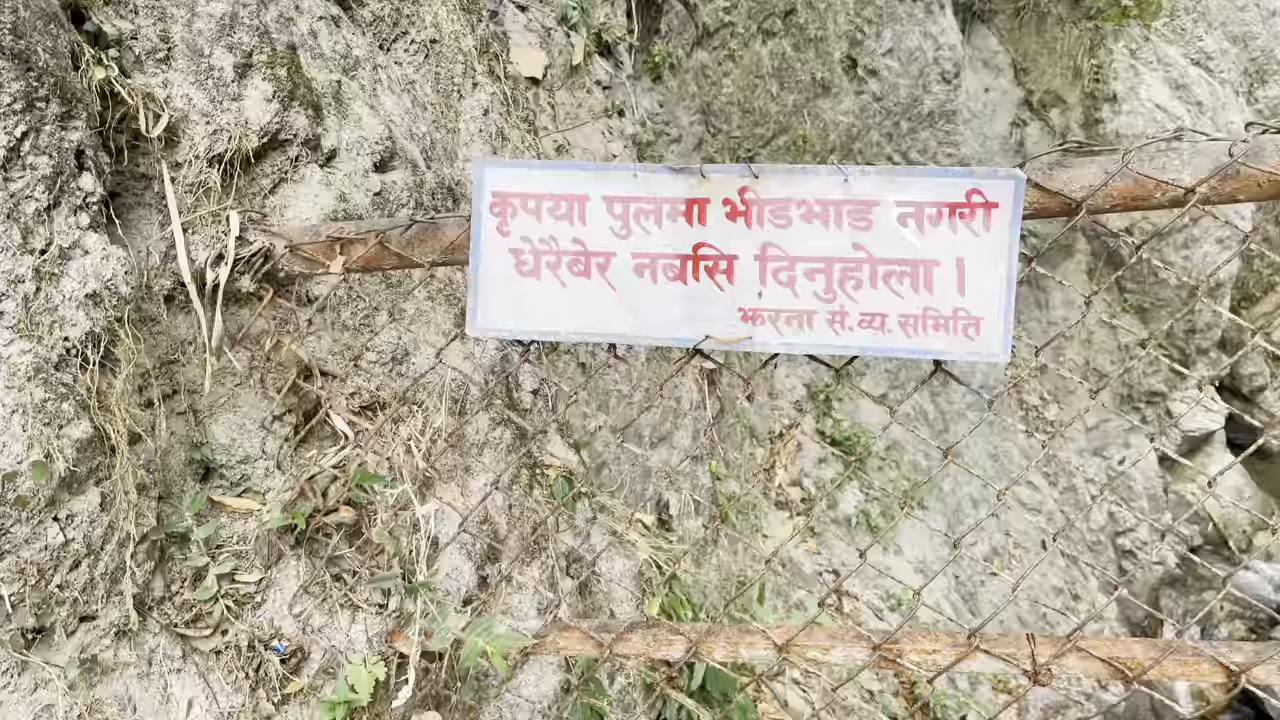 कृपया पुलमा भीडभाड नगरी
धेरैबेर नबसि दिनुहोला ।
झरना सं.व्य.समिति